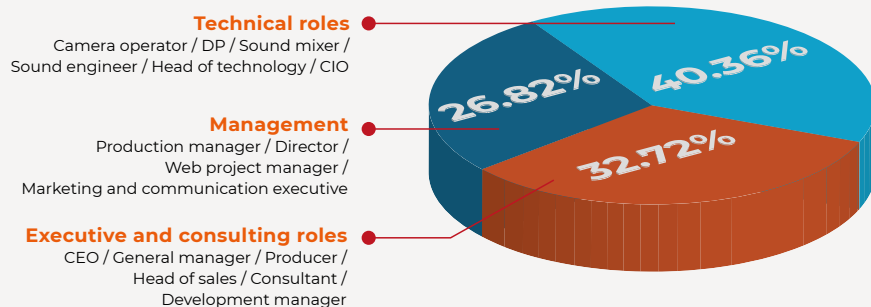 Technical roles
Camera operator / DP / Sound mixer /
Sound engineer / Head of technology / CIO
40.36%
26.82%
Management
Production manager / Director /
Web project manager /
Marketing and communication executive
32.72%
Executive and consulting roles
CEO / General manager / Producer /
Head of sales / Consultant /
Development manager